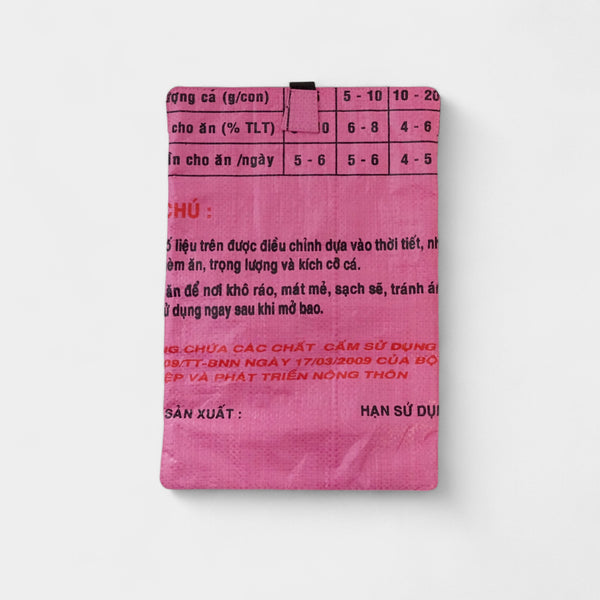 ợng cá (g/con) 5 - 10 10 - 20
cho ăn (% TLT) 0 6 - 8 4 - 6
n cho ăn /ngày 5 - 6 5 - 6 4 - 5
CHÚ :
ố liệu trên được điều chỉnh dựa vào thời tiết, nh
èm ăn, trọng lượng và kích cỡ cá.
ăn để nơi khô ráo, mát mẻ, sạch sẽ, tránh án
ử dụng ngay sau khi mở bao.
NG CHỨA CÁC CHẤT CẤM SỬ DỤNG
09/TT-BNN NGÀY 17/03/2009 CỦA BỘ
ỆP VÀ PHÁT TRIỂN NÔNG THÔN
SẢN XUẤT : HẠN SỬ DỤN